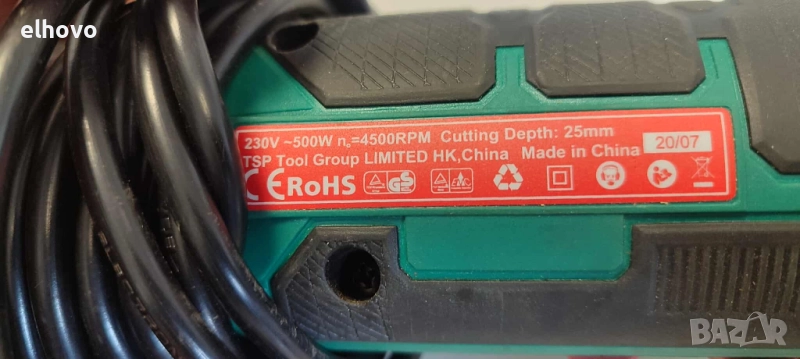 elhovo
230V ~500W n₀=4500RPM Cutting Depth: 25mm
TSP Tool Group LIMITED HK,China Made in China 20/07
CE RoHS
BAZAR